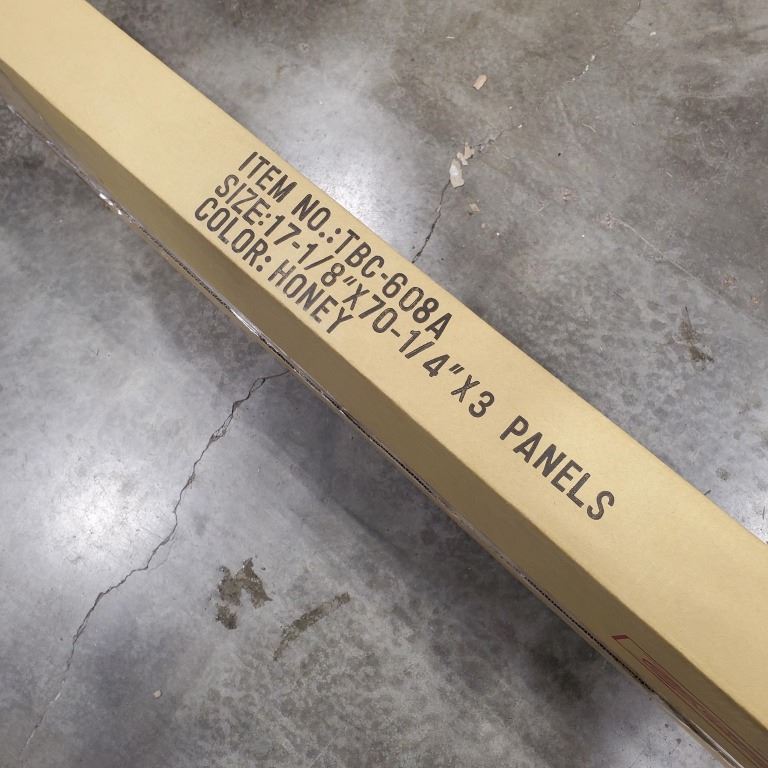 ITEM NO.:TBC-608A
SIZE:17-1/8"X70-1/4"X3 PANELS
COLOR: HONEY